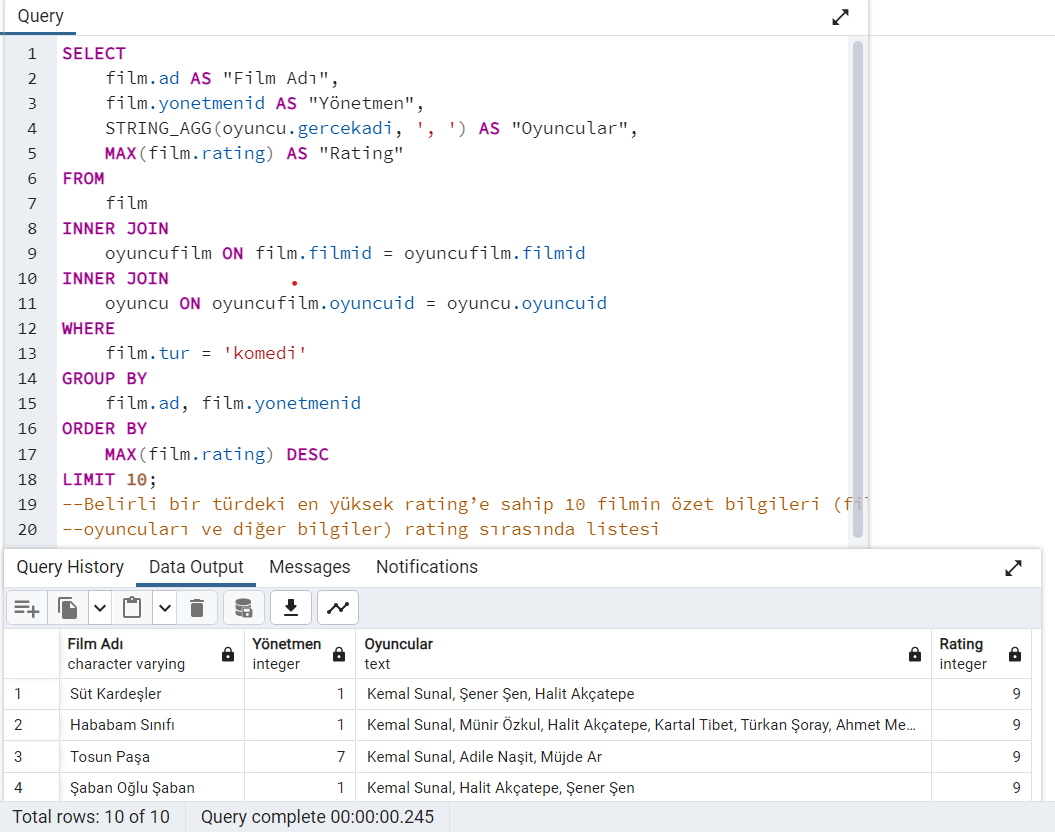 Query
1 SELECT
2 film.ad AS "Film Adı",
3 film.yonetmenid AS "Yönetmen",
4 STRING_AGG(oyuncu.gercekadi, ', ') AS "Oyuncular",
5 MAX(film.rating) AS "Rating"
6 FROM
7 film
8 INNER JOIN
9 oyuncufilm ON film.filmid = oyuncufilm.filmid
10 INNER JOIN
11 oyuncu ON oyuncufilm.oyuncuid = oyuncu.oyuncuid
12 WHERE
13 film.tur = 'komedi'
14 GROUP BY
15 film.ad, film.yonetmenid
16 ORDER BY
17 MAX(film.rating) DESC
18 LIMIT 10;
19 --Belirli bir türdeki en yüksek rating’e sahip 10 filmin özet bilgileri (fil
20 --oyuncuları ve diğer bilgiler) rating sırasında listesi
Query History Data Output Messages Notifications
Film Adı Yönetmen Oyuncular Rating
character varying integer text integer
1 Süt Kardeşler 1 Kemal Sunal, Şener Şen, Halit Akçatepe 9
2 Hababam Sınıfı 1 Kemal Sunal, Münir Özkul, Halit Akçatepe, Kartal Tibet, Türkan Şoray, Ahmet Me... 9
3 Tosun Paşa 7 Kemal Sunal, Adile Naşit, Müjde Ar 9
4 Şaban Oğlu Şaban 1 Kemal Sunal, Halit Akçatepe, Şener Şen 9
Total rows: 10 of 10 Query complete 00:00:00.245